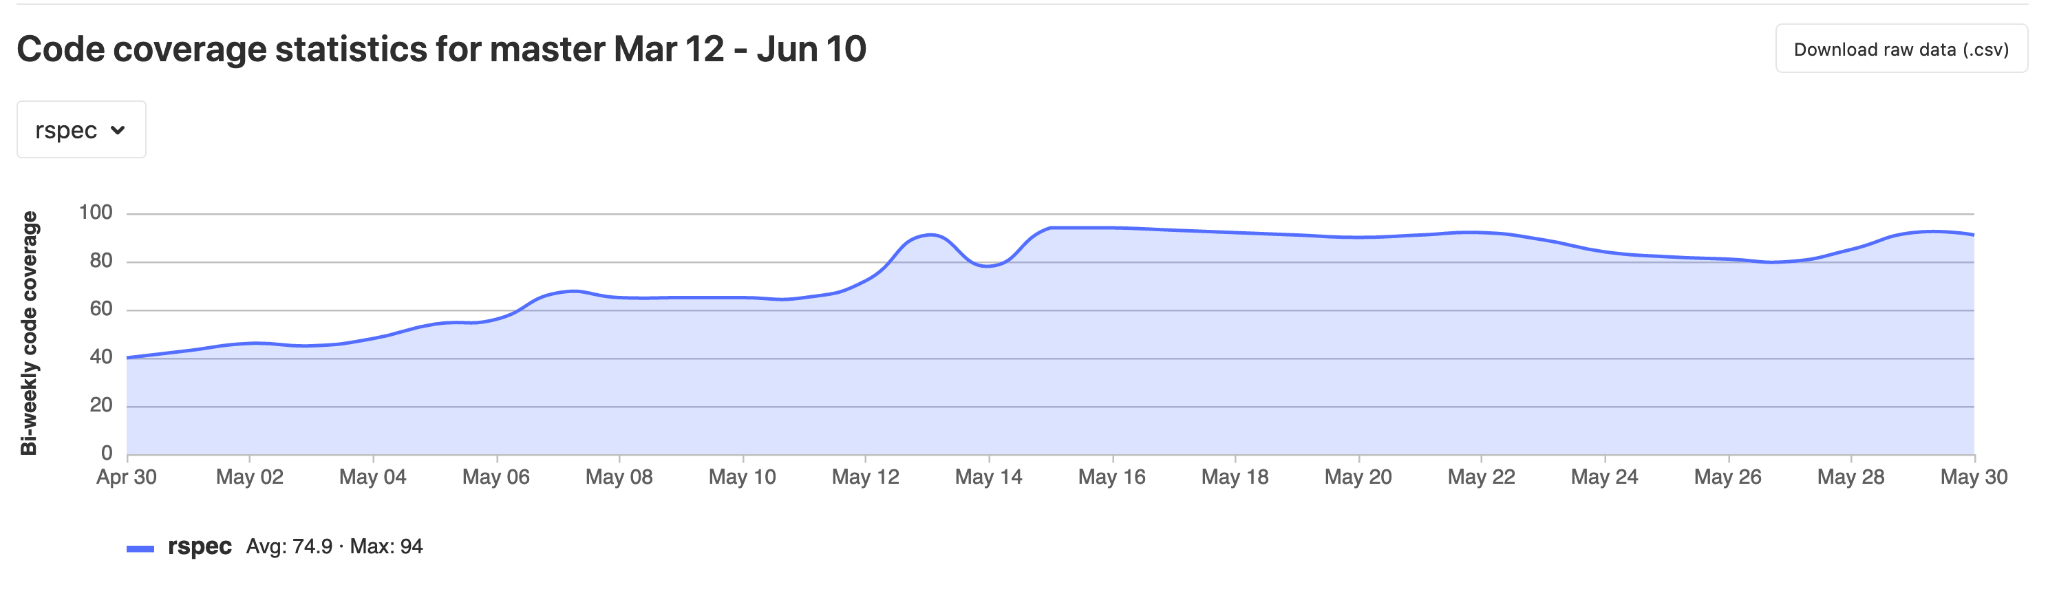 Code coverage statistics for master Mar 12 - Jun 10
Download raw data (.csv)
rspec
Bi-weekly code coverage
100
80
60
40
20
0
Apr 30 May 02 May 04 May 06 May 08 May 10 May 12 May 14 May 16 May 18 May 20 May 22 May 24 May 26 May 28 May 30
rspec Avg: 74.9 · Max: 94